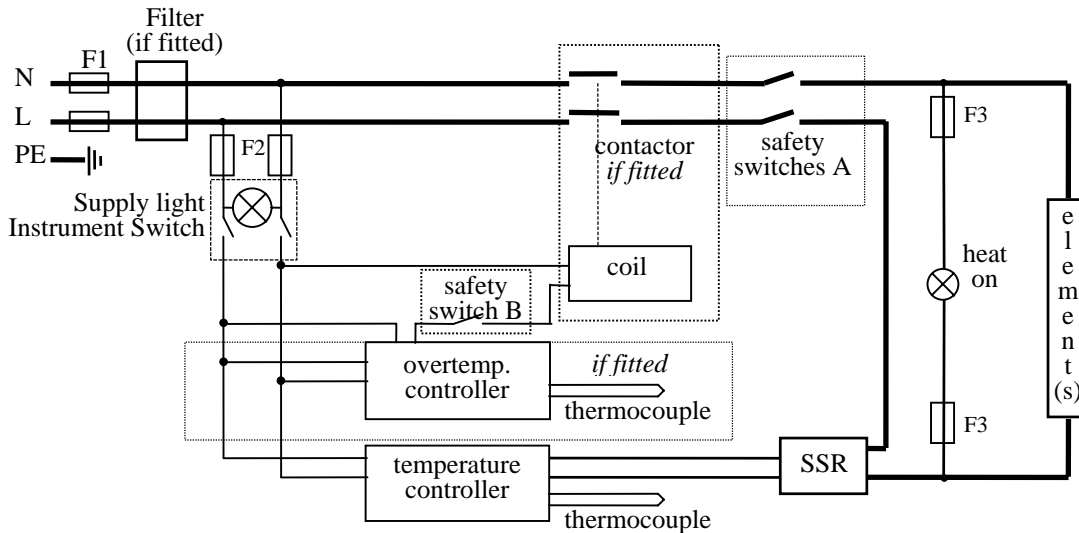 Filter
(if fitted)
F1
N
L
PE
F2
Supply light
Instrument Switch
contactor
if fitted
safety
switches A
F3
coil
safety
switch B
heat
on
element(s)
overtemp.
controller
if fitted
thermocouple
F3
temperature
controller
SSR
thermocouple